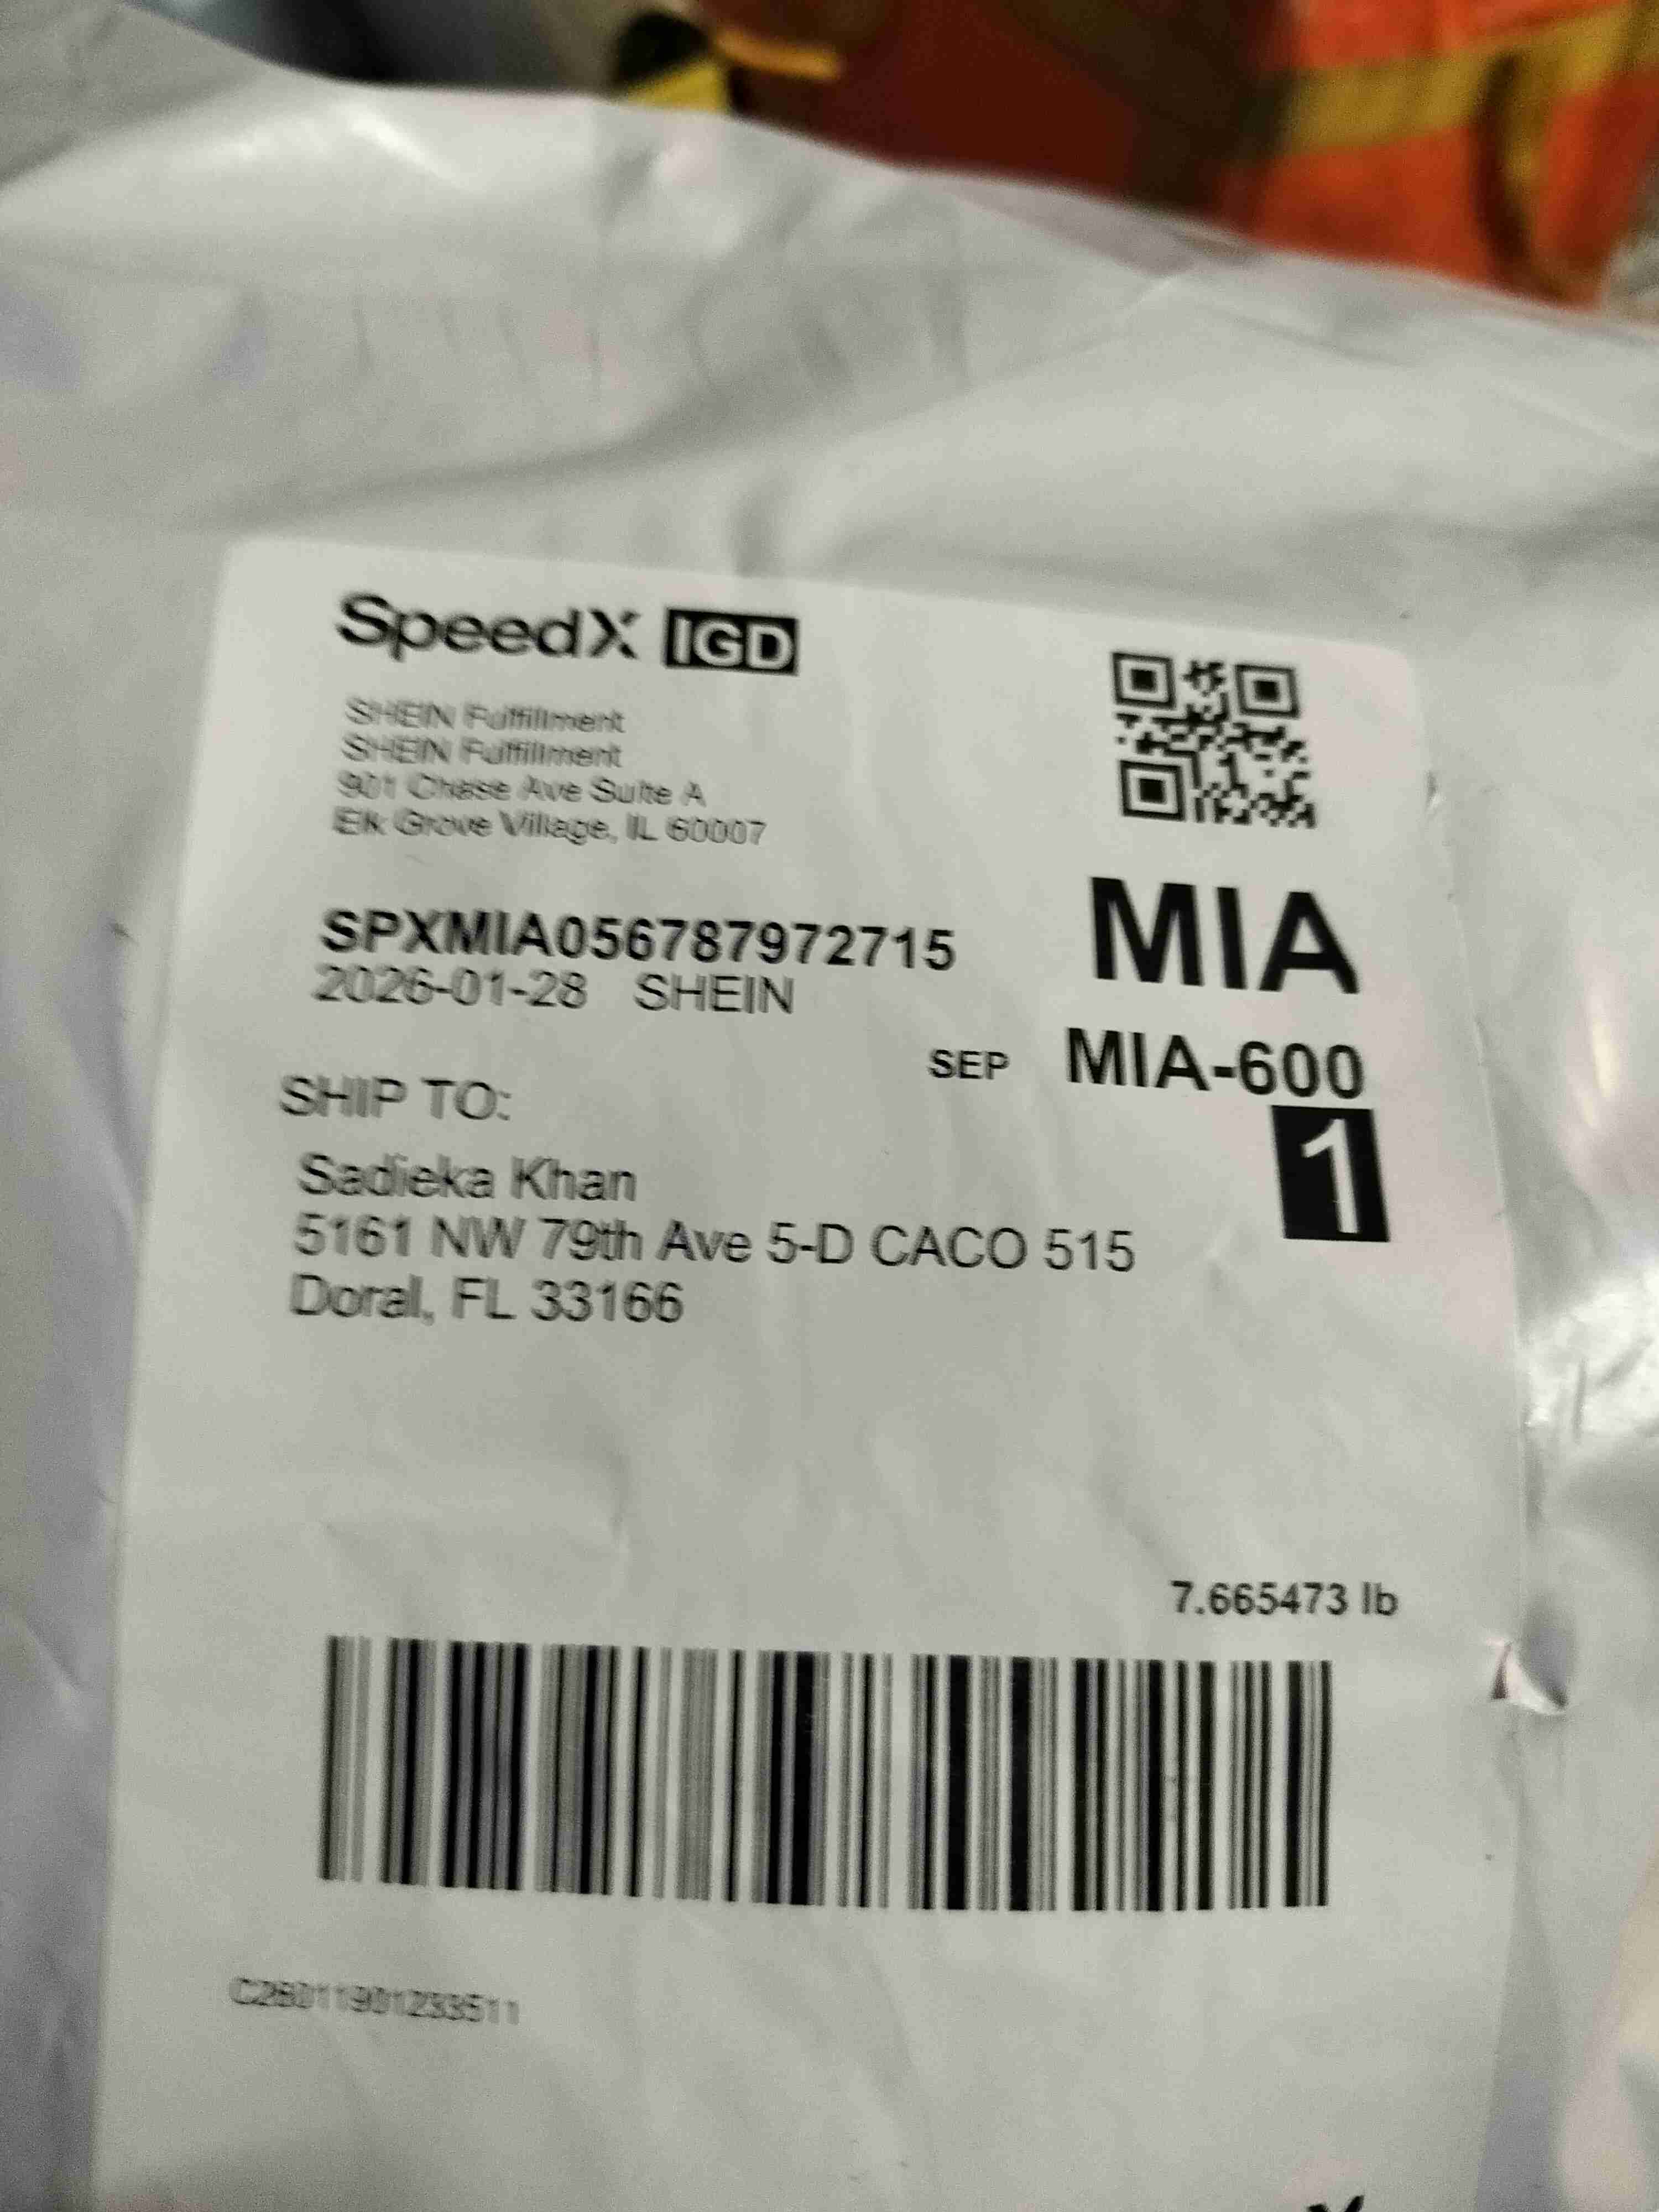 SpeedX IGD
SHEIN Fulfillment
SHEIN Fulfillment
901 Chase Ave Suite A
Elk Grove Village, IL 60007
SPXMIA056787972715
2026-01-28 SHEIN
MIA
SEP MIA-600
1
SHIP TO:
Sadieka Khan
5161 NW 79th Ave 5-D CACO 515
Doral, FL 33166
7.665473 lb
C26011901233511